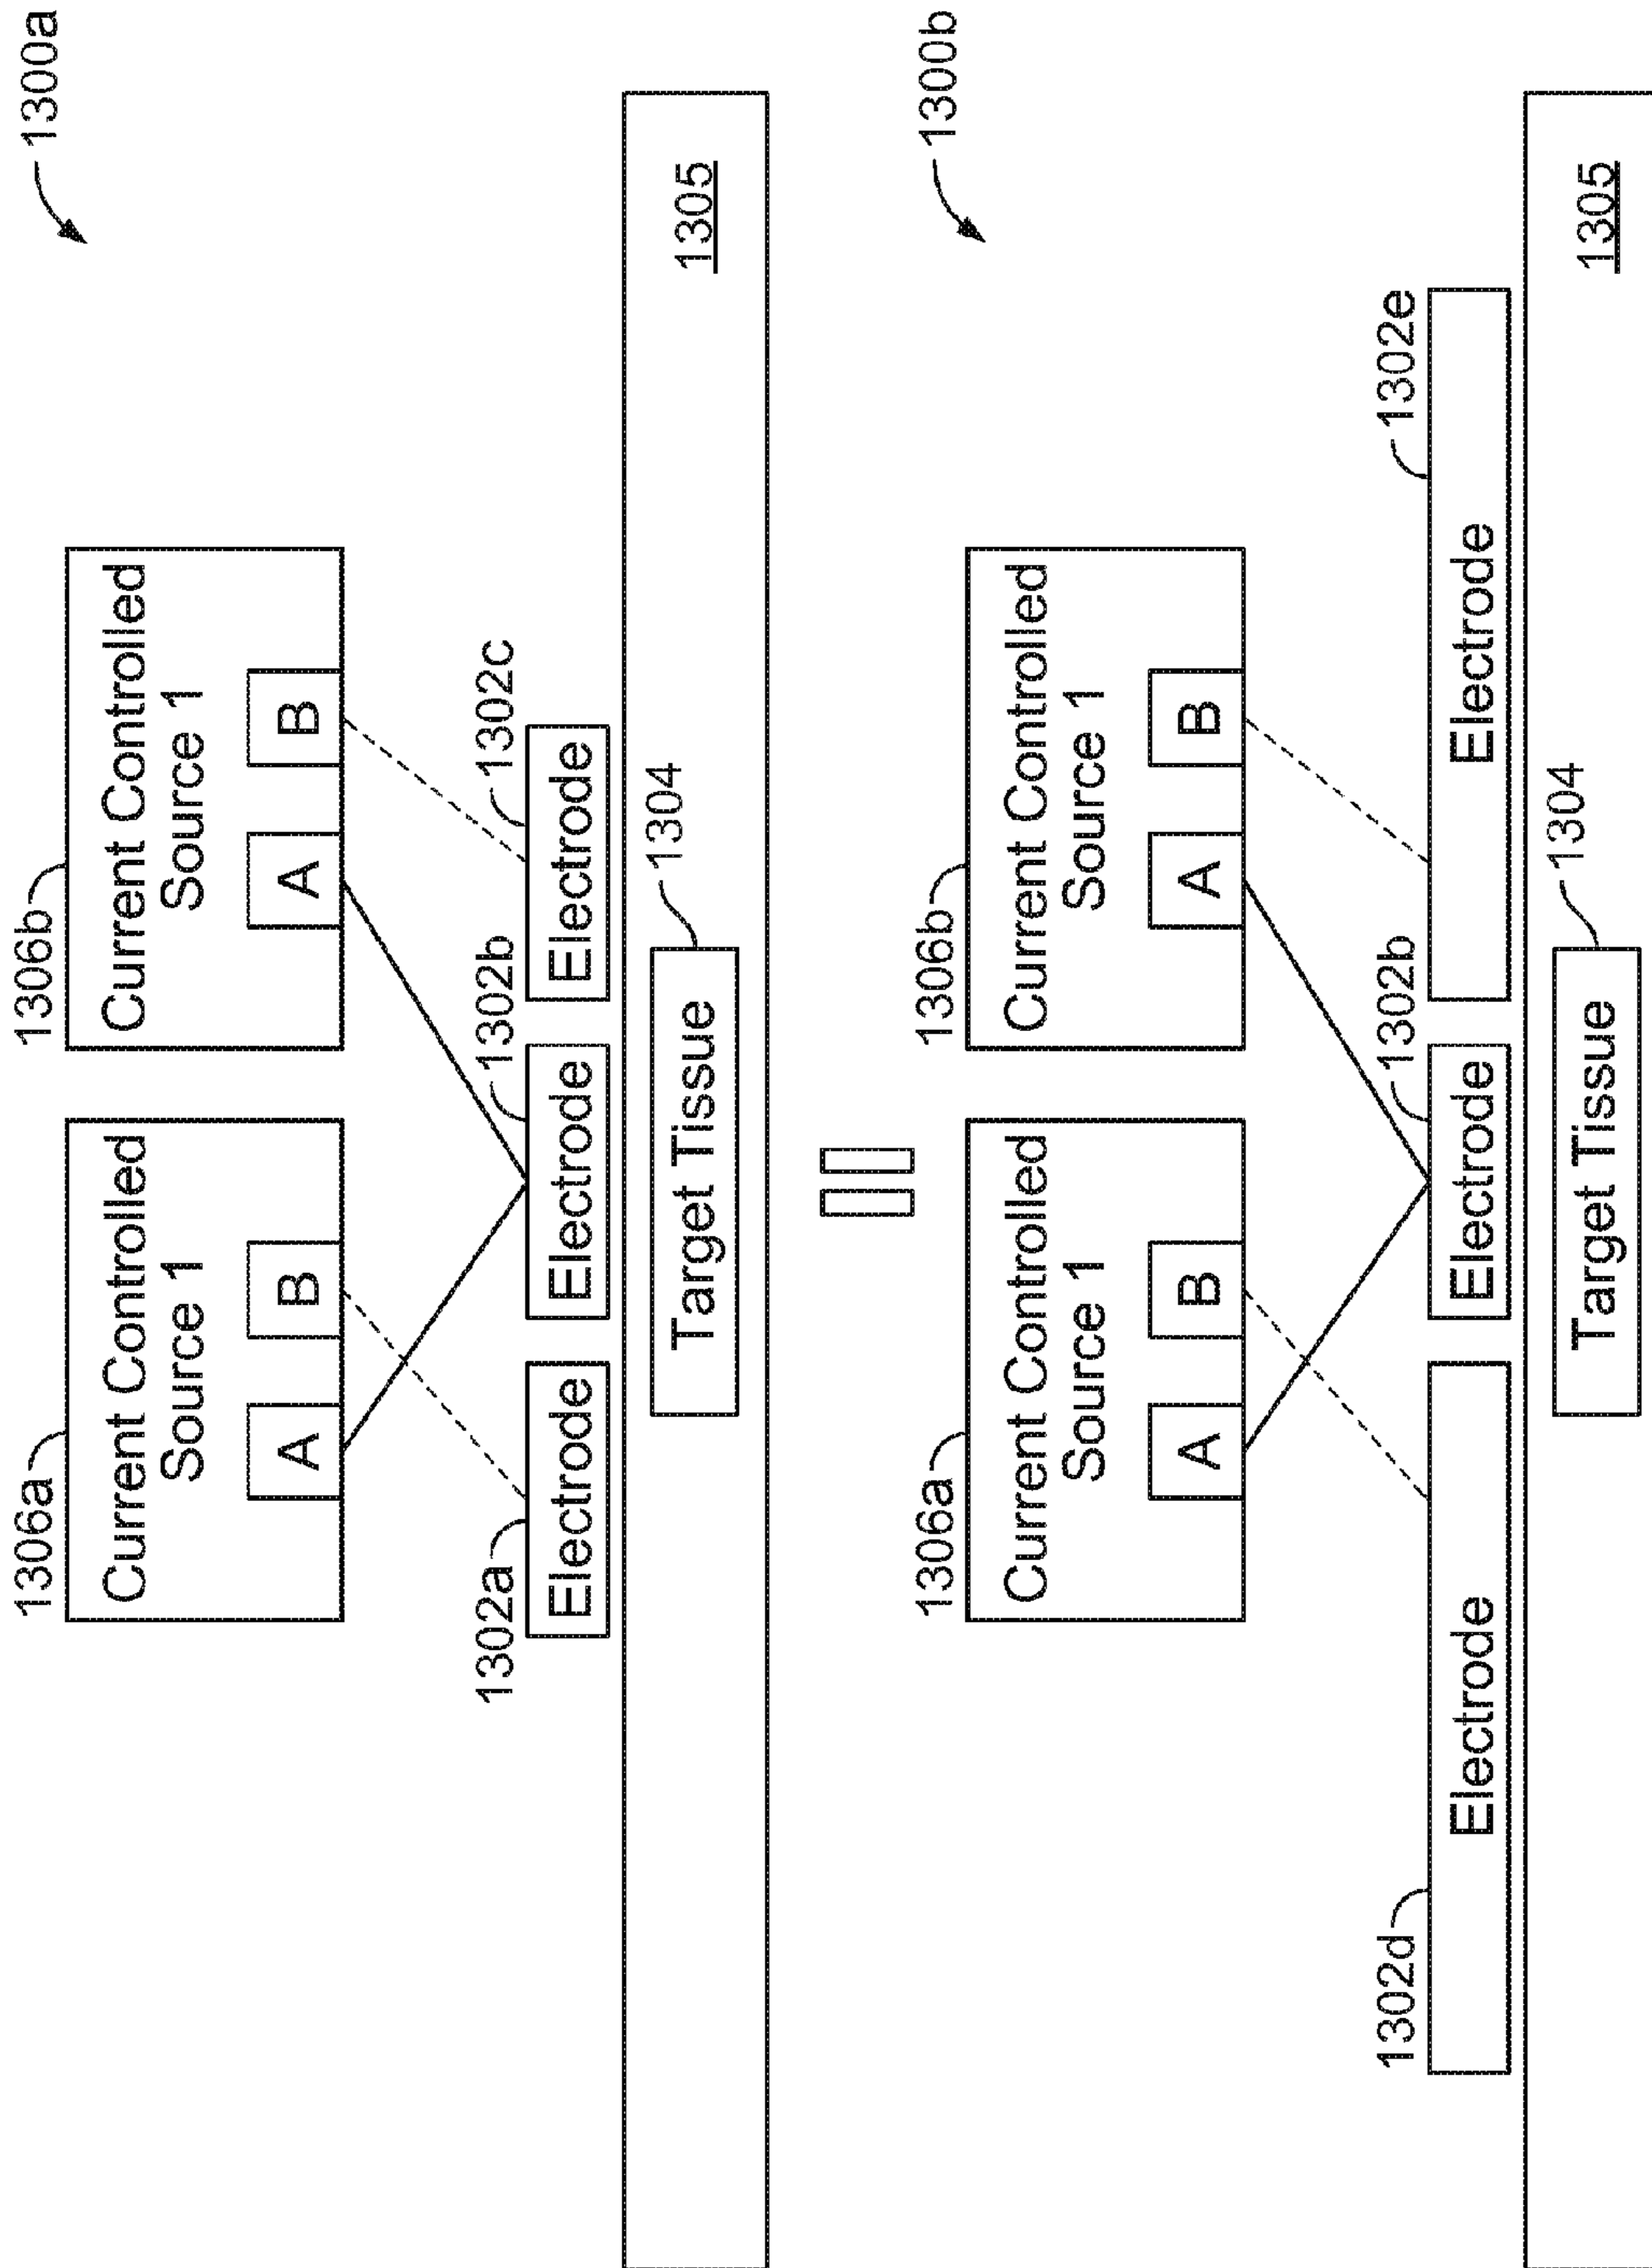 1300a
1306a
1306b
Current Controlled
Source 1
A
B
Current Controlled
Source 1
A
B
1302a
1302b
1302c
Electrode
Electrode
Electrode
Target Tissue
1304
1305
=
1300b
1306a
1306b
Current Controlled
Source 1
A
B
Current Controlled
Source 1
A
B
1302d
1302b
1302e
Electrode
Electrode
Electrode
Target Tissue
1304
1305